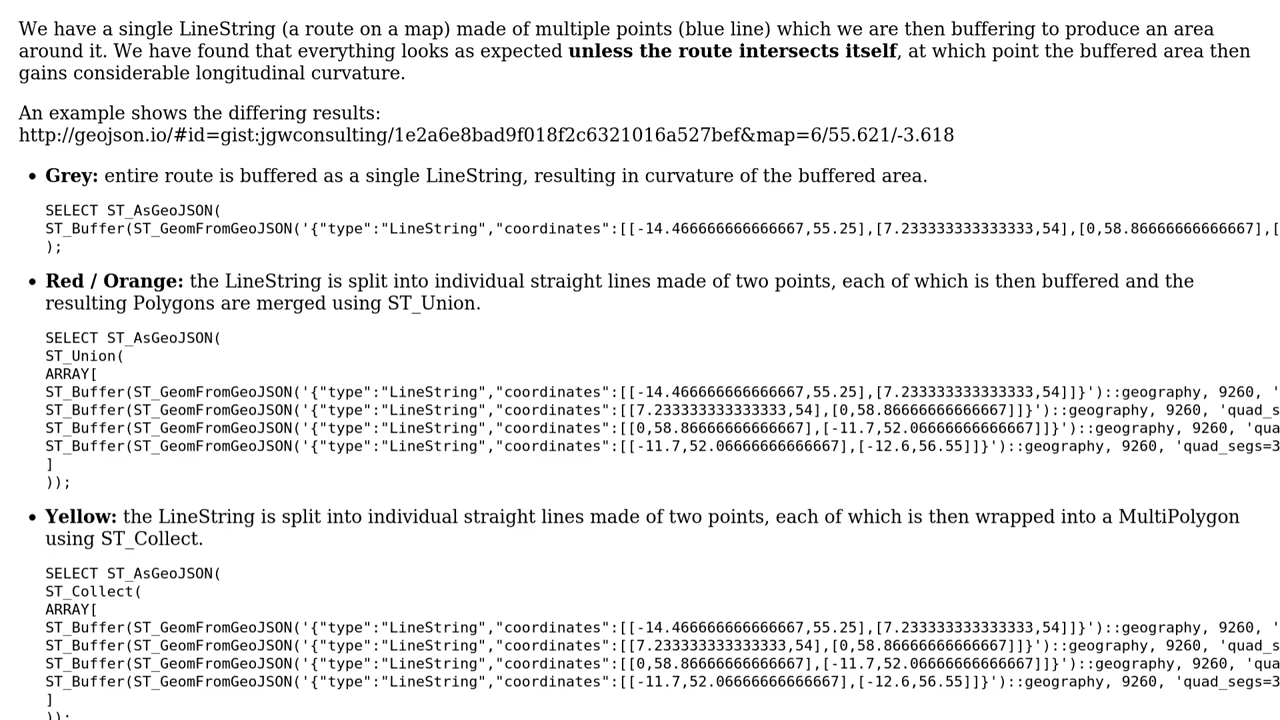 We have a single LineString (a route on a map) made of multiple points (blue line) which we are then buffering to produce an area
around it. We have found that everything looks as expected unless the route intersects itself, at which point the buffered area then
gains considerable longitudinal curvature.
An example shows the differing results:
http://geojson.io/#id=gist:jgwconsulting/1e2a6e8bad9f018f2c6321016a527bef&map=6/55.621/-3.618
• Grey: entire route is buffered as a single LineString, resulting in curvature of the buffered area.
SELECT ST_AsGeoJSON(
ST_Buffer(ST_GeomFromGeoJSON('{"type":"LineString","coordinates":[[-14.466666666666667,55.25],[7.233333333333333,54],[0,58.86666666666667],[
);
• Red / Orange: the LineString is split into individual straight lines made of two points, each of which is then buffered and the
resulting Polygons are merged using ST_Union.
SELECT ST_AsGeoJSON(
ST_Union(
ARRAY[
ST_Buffer(ST_GeomFromGeoJSON('{"type":"LineString","coordinates":[[-14.466666666666667,55.25],[7.233333333333333,54]]}')::geography, 9260, '
ST_Buffer(ST_GeomFromGeoJSON('{"type":"LineString","coordinates":[[7.233333333333333,54],[0,58.86666666666667]]}')::geography, 9260, 'quad_s
ST_Buffer(ST_GeomFromGeoJSON('{"type":"LineString","coordinates":[[0,58.86666666666667],[-11.7,52.06666666666667]]}')::geography, 9260, 'qua
ST_Buffer(ST_GeomFromGeoJSON('{"type":"LineString","coordinates":[[-11.7,52.06666666666667],[-12.6,56.55]]}')::geography, 9260, 'quad_segs=3
]
));
• Yellow: the LineString is split into individual straight lines made of two points, each of which is then wrapped into a MultiPolygon
using ST_Collect.
SELECT ST_AsGeoJSON(
ST_Collect(
ARRAY[
ST_Buffer(ST_GeomFromGeoJSON('{"type":"LineString","coordinates":[[-14.466666666666667,55.25],[7.233333333333333,54]]}')::geography, 9260, '
ST_Buffer(ST_GeomFromGeoJSON('{"type":"LineString","coordinates":[[7.233333333333333,54],[0,58.86666666666667]]}')::geography, 9260, 'quad_s
ST_Buffer(ST_GeomFromGeoJSON('{"type":"LineString","coordinates":[[0,58.86666666666667],[-11.7,52.06666666666667]]}')::geography, 9260, 'qua
ST_Buffer(ST_GeomFromGeoJSON('{"type":"LineString","coordinates":[[-11.7,52.06666666666667],[-12.6,56.55]]}')::geography, 9260, 'quad_segs=3
]
));